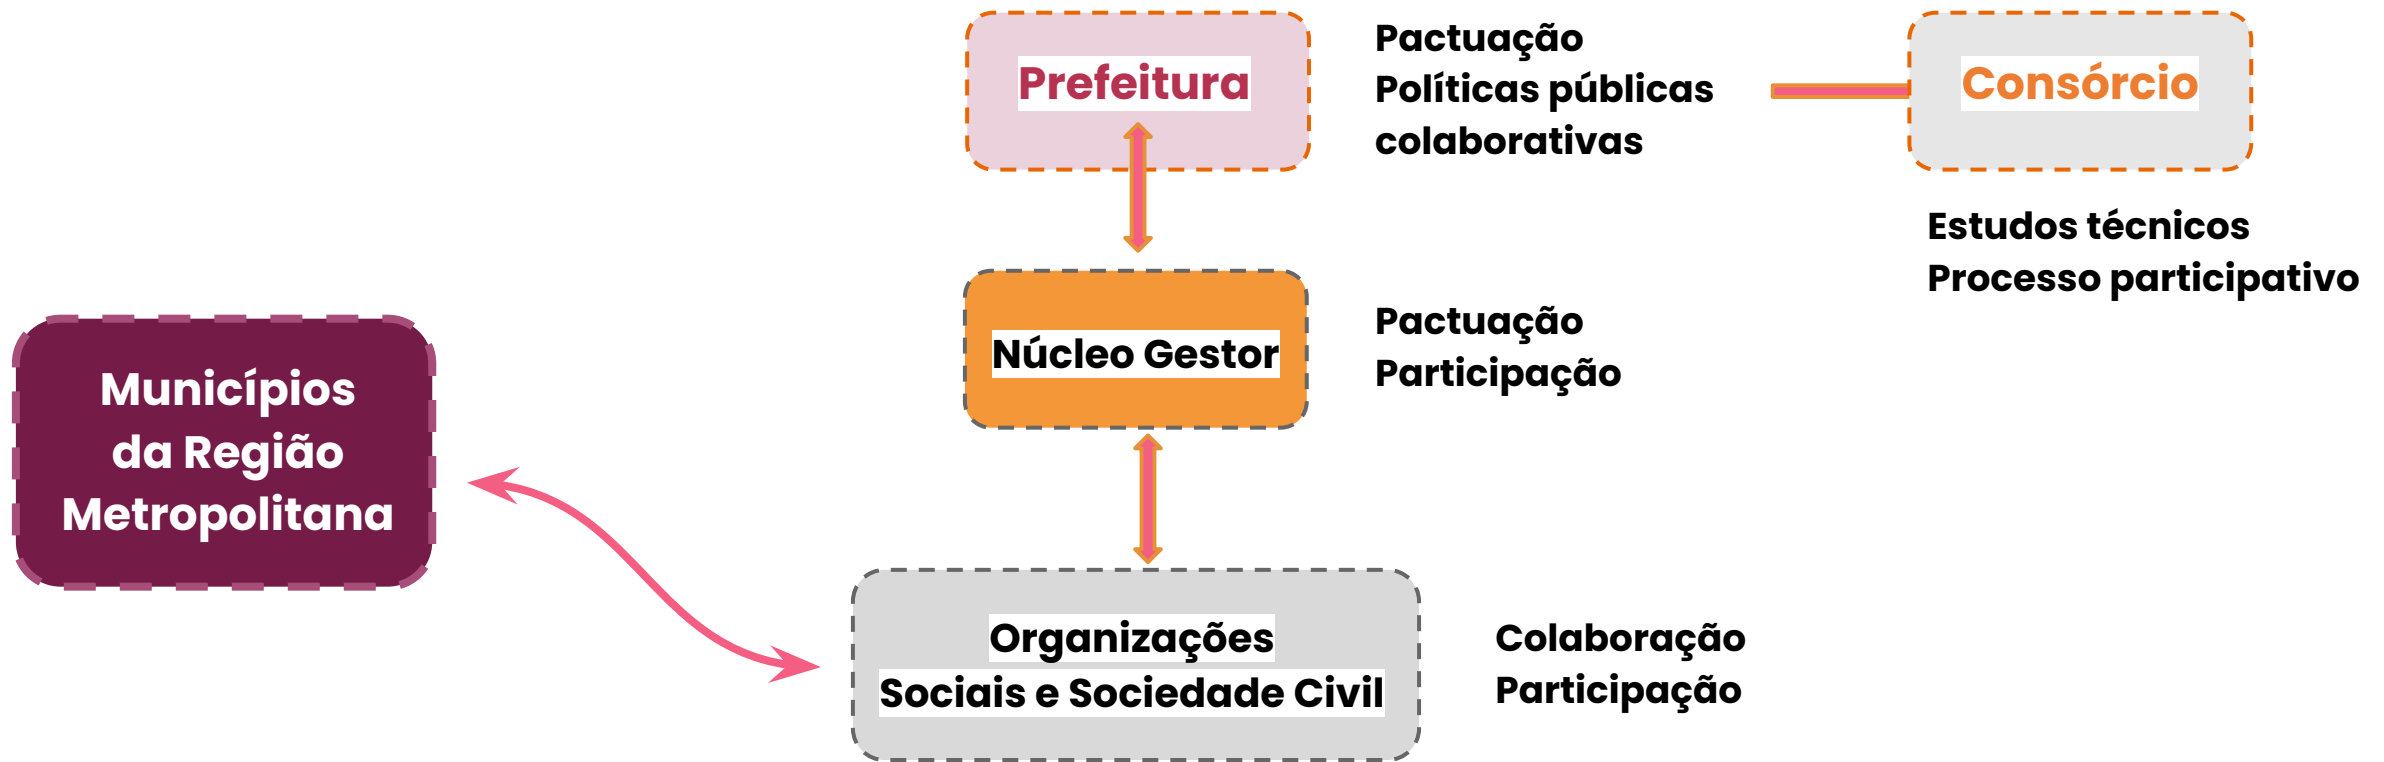 Prefeitura
Pactuação
Políticas públicas
colaborativas
Consórcio
Estudos técnicos
Processo participativo
Núcleo Gestor
Pactuação
Participação
Municípios
da Região
Metropolitana
Organizações
Sociais e Sociedade Civil
Colaboração
Participação